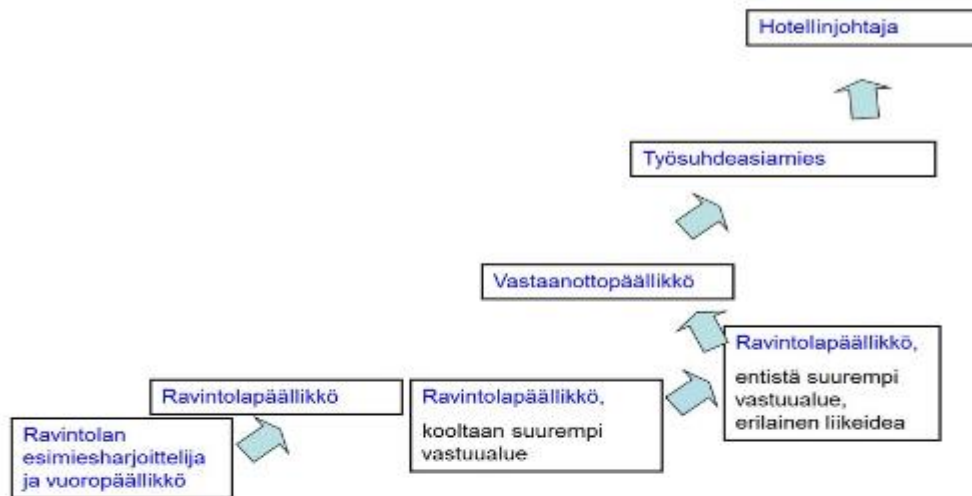 Hotellinjohtaja
Työsuhdeasiamies
Vastaanottopäällikkö
Ravintolapäällikkö,
entistä suurempi
vastuualue,
erilainen liikeidea
Ravintolapäällikkö
Ravintolapäällikkö,
kooltaan suurempi
vastuualue
Ravintolan
esimiesharjoittelija
ja vuoropäällikkö